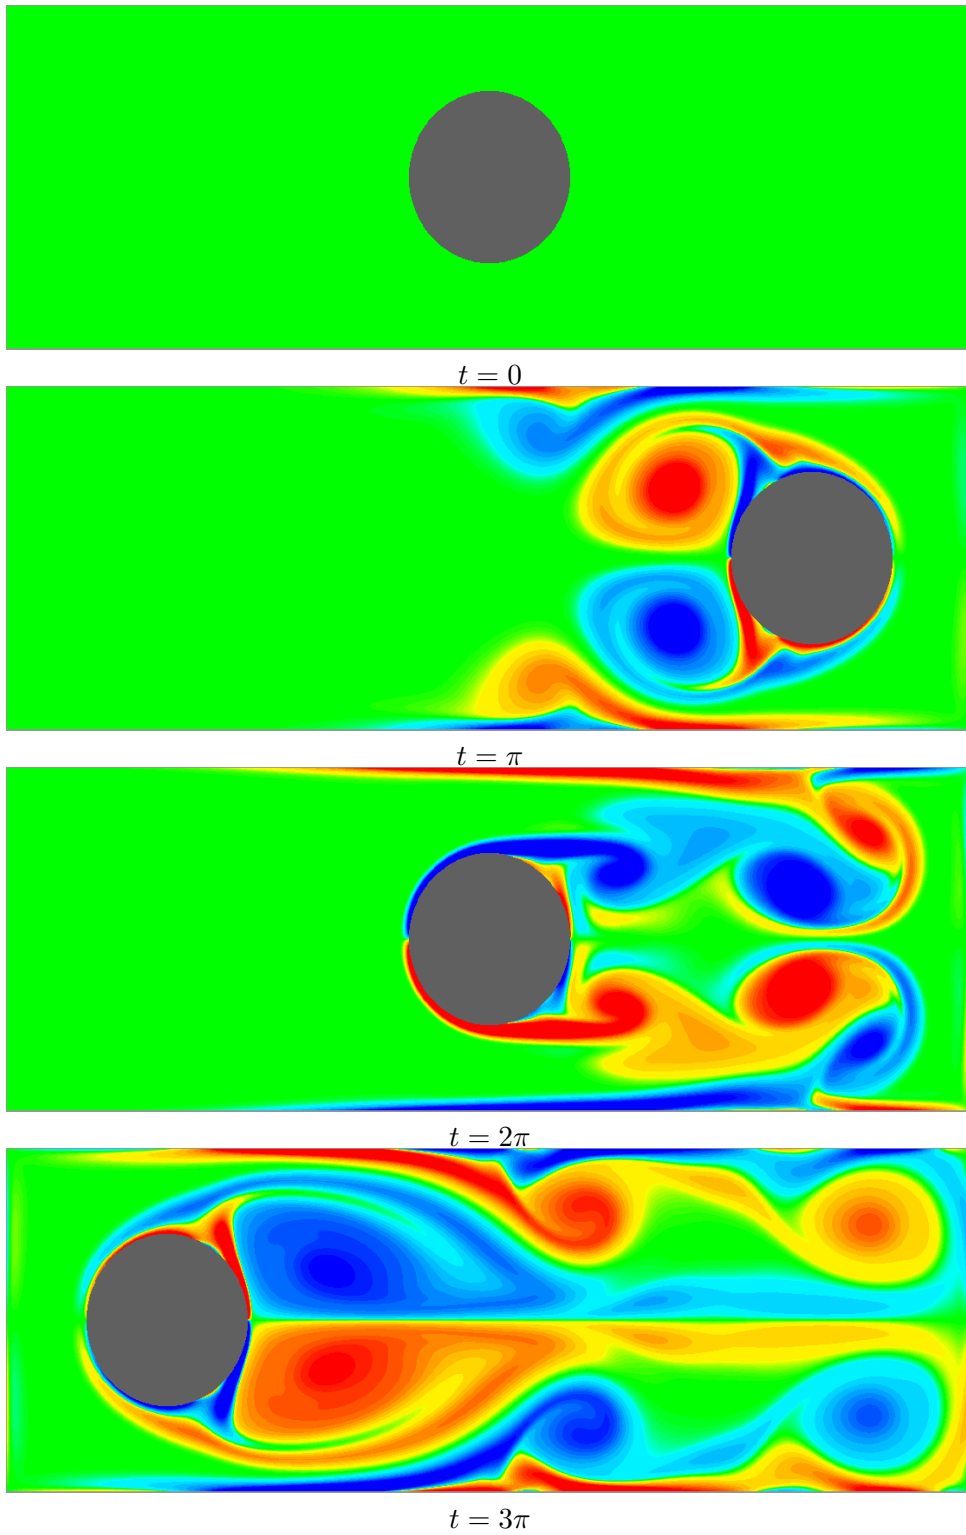 t = 0
t = π
t = 2π
t = 3π